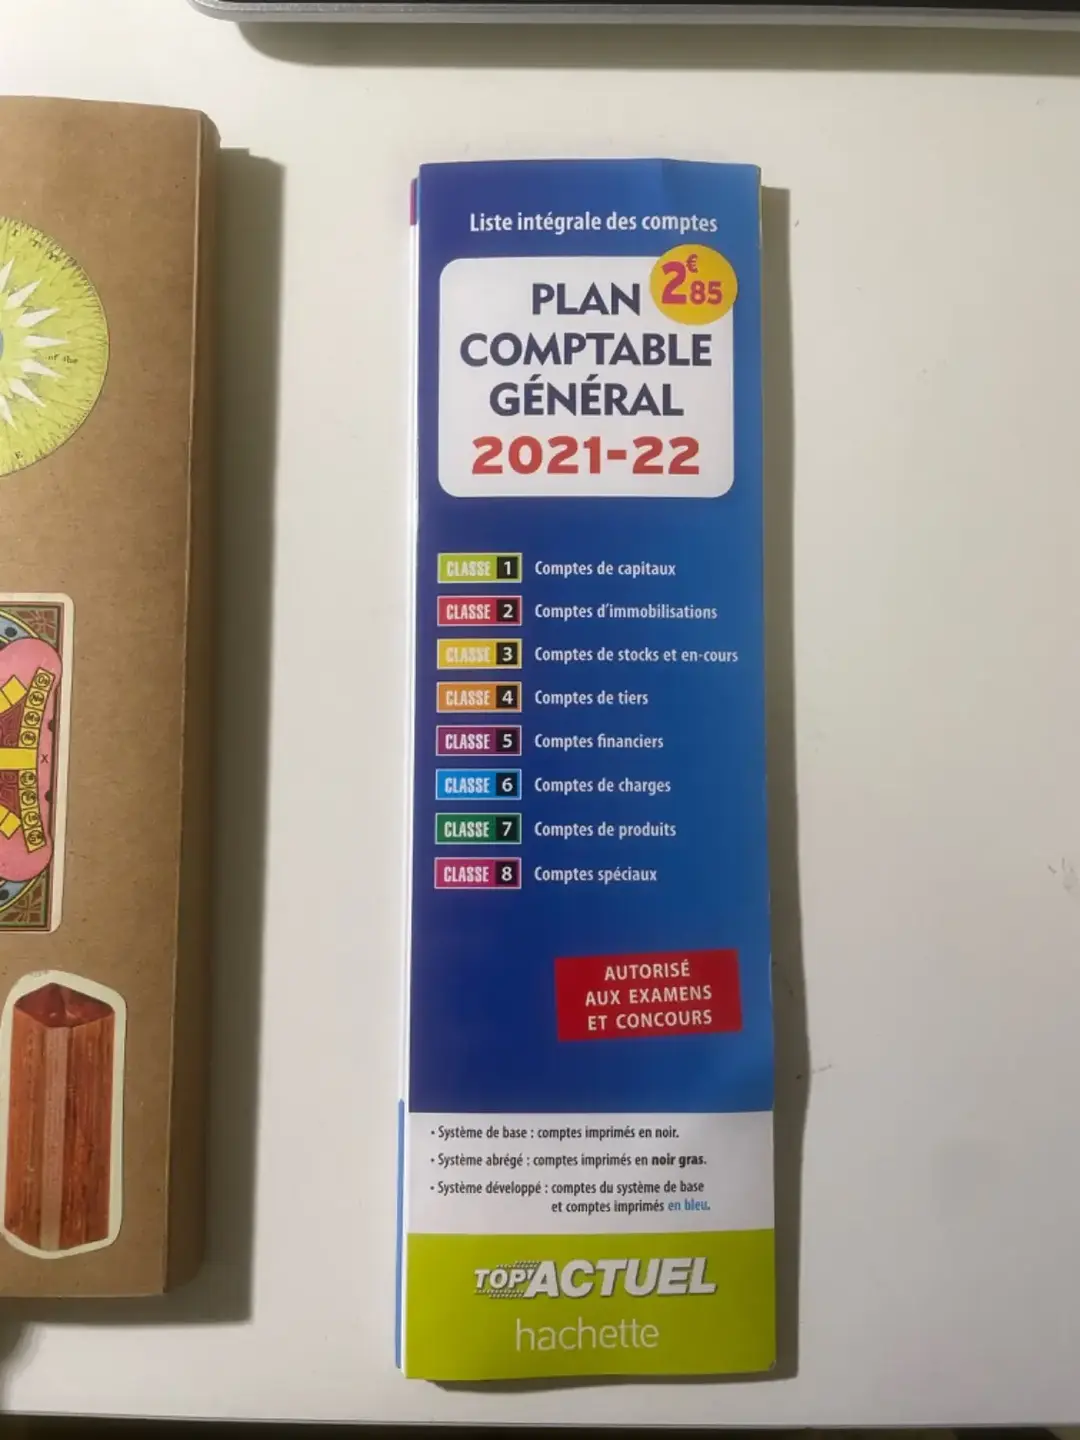 Liste intégrale des comptes
PLAN
2€85
COMPTABLE
GÉNÉRAL
2021-22
CLASSE 1 Comptes de capitaux
CLASSE 2 Comptes d'immobilisations
CLASSE 3 Comptes de stocks et en-cours
CLASSE 4 Comptes de tiers
CLASSE 5 Comptes financiers
CLASSE 6 Comptes de charges
CLASSE 7 Comptes de produits
CLASSE 8 Comptes spéciaux
AUTORISÉ
AUX EXAMENS
ET CONCOURS
• Système de base : comptes imprimés en noir.
• Système abrégé : comptes imprimés en noir gras.
• Système développé : comptes du système de base
et comptes imprimés en bleu.
TOP'ACTUEL
hachette
of the
E
X